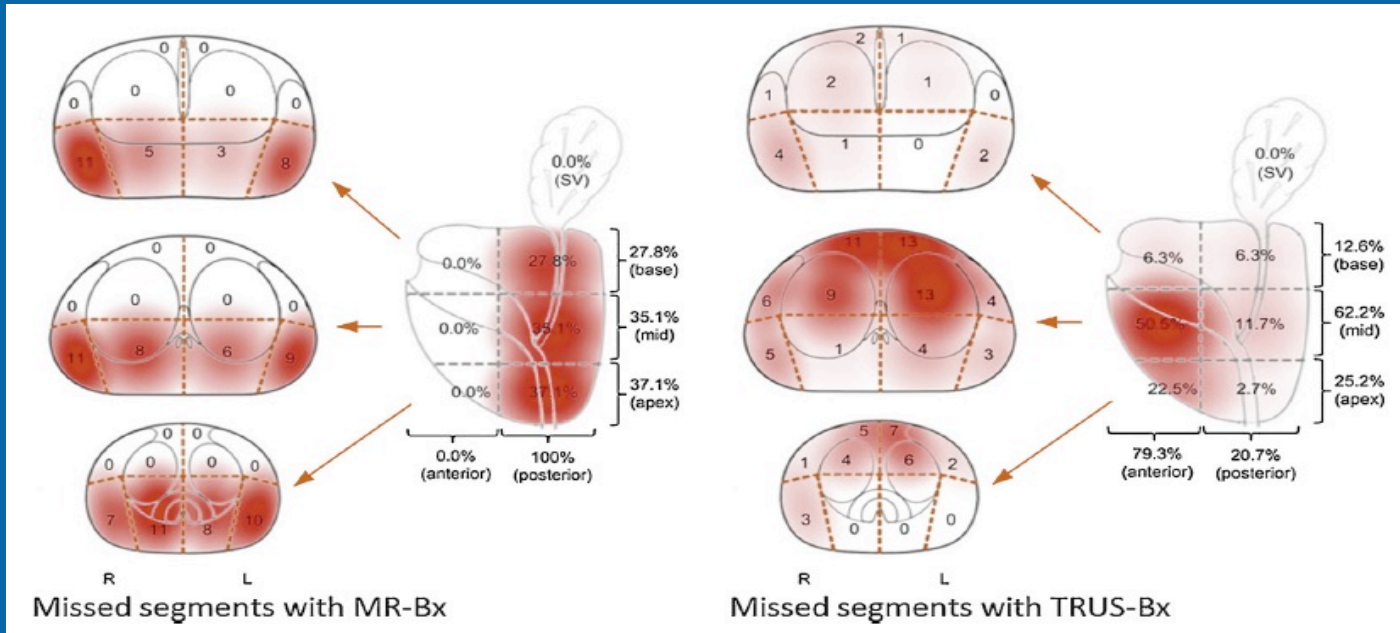 0 0
0 0
0 0
11 5 3 8
0 0
0 0
0 0
11 8 6 9
0 0
0 0
0 0
7 11 8 10
R L
0.0%
(SV)
0.0% 27.8%
27.8%
(base)
0.0% 35.1%
35.1%
(mid)
0.0% 37.1%
37.1%
(apex)
0.0%
(anterior)
100%
(posterior)
Missed segments with MR-Bx
2 1
2 1
1 0
4 1 0 2
11 13
9 13
6 4
5 1 4 3
5 7
4 6
1 2
3 0 0 0
R L
0.0%
(SV)
6.3% 6.3%
12.6%
(base)
50.5% 11.7%
62.2%
(mid)
22.5% 2.7%
25.2%
(apex)
79.3%
(anterior)
20.7%
(posterior)
Missed segments with TRUS-Bx